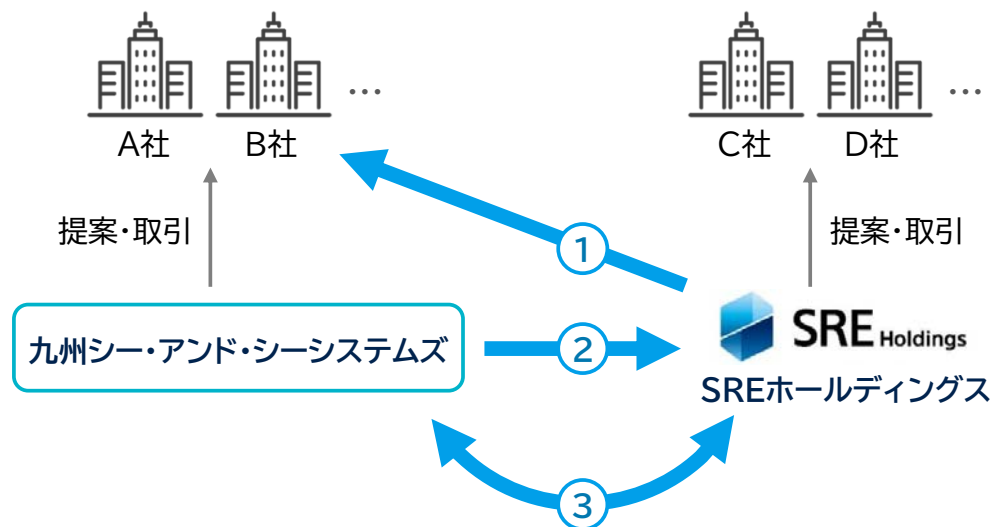 A社
B社
…
C社
D社
…
提案・取引
提案・取引
1
九州シー・アンド・シーシステムズ
2
SRE Holdings
SREホールディングス
3